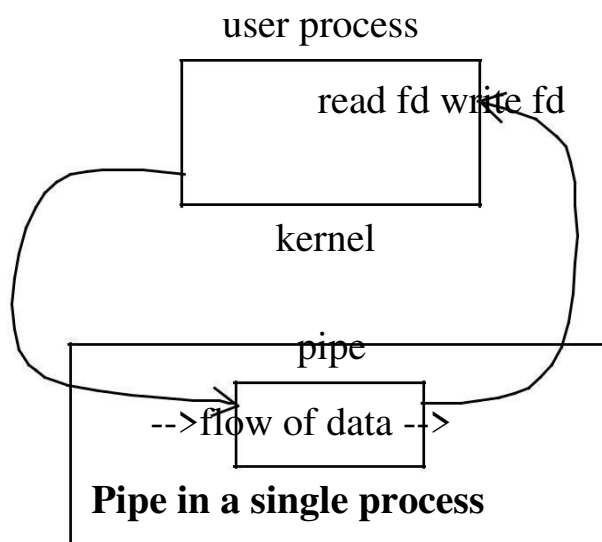 user process
read fd write fd
kernel
pipe
-->flow of data -->
Pipe in a single process